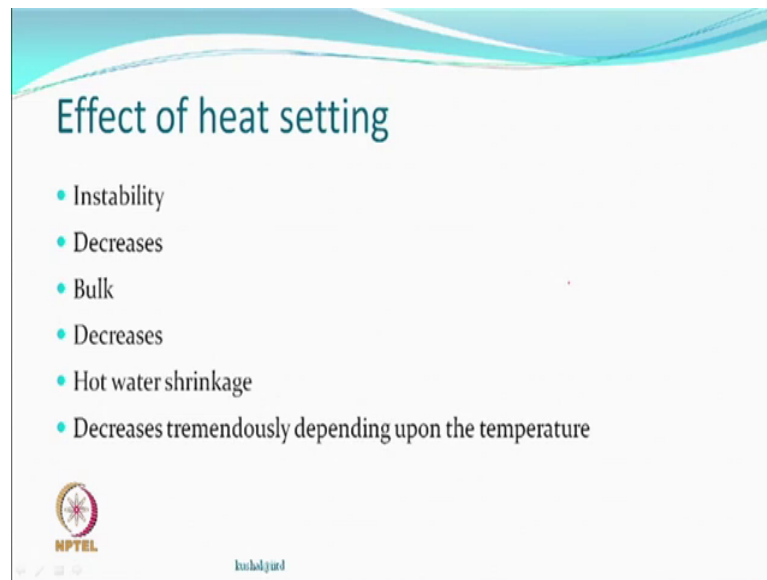 Effect of heat setting
Instability
Decreases
Bulk
Decreases
Hot water shrinkage
Decreases tremendously depending upon the temperature
NPTEL